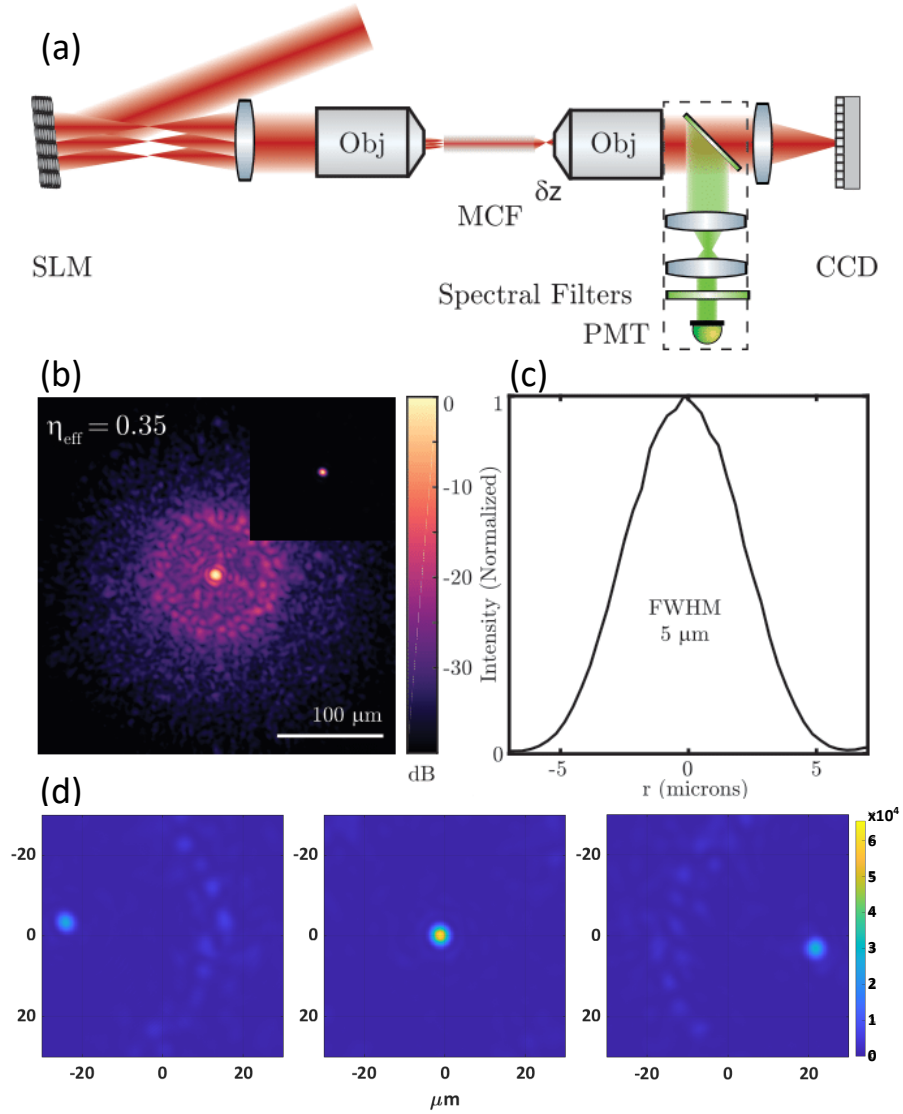 (a)
Obj
Obj
δz
MCF
SLM
CCD
Spectral Filters
PMT
(b)
η_eff = 0.35
0
-10
-20
-30
dB
100 μm
(c)
Intensity (Normalized)
1
0
FWHM
5 μm
-5
0
5
r (microns)
(d)
-20
0
20
-20
0
20
-20
0
20
-20
0
20
μm
-20
0
20
-20
0
20
x10⁴
6
5
4
3
2
1
0